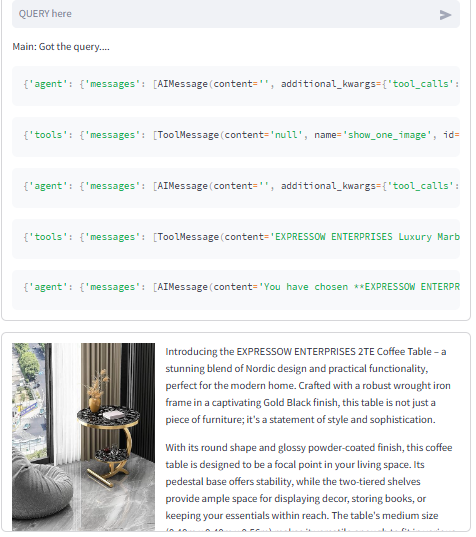 QUERY here
Main: Got the query....
{'agent': {'messages': [AIMessage(content='', additional_kwargs={'tool_calls':
{'tools': {'messages': [ToolMessage(content='null', name='show_one_image', id=
{'agent': {'messages': [AIMessage(content='', additional_kwargs={'tool_calls':
{'tools': {'messages': [ToolMessage(content='EXPRESSOW ENTERPRISES Luxury Marb
{'agent': {'messages': [AIMessage(content='You have chosen **EXPRESSOW ENTERPR
Introducing the EXPRESSOW ENTERPRISES 2TE Coffee Table – a
stunning blend of Nordic design and practical functionality,
perfect for the modern home. Crafted with a robust wrought iron
frame in a captivating Gold Black finish, this table is not just a
piece of furniture; it's a statement of style and sophistication.
With its round shape and glossy powder-coated finish, this coffee
table is designed to be a focal point in your living space. Its
pedestal base offers stability, while the two-tiered shelves
provide ample space for displaying decor, storing books, or
keeping your essentials within reach. The table's medium size